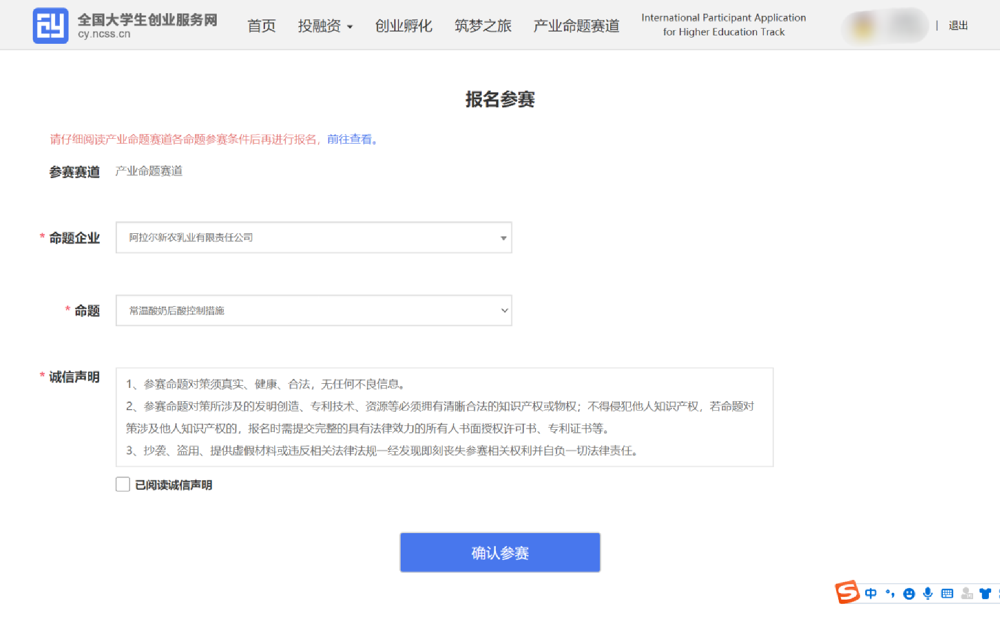 全国大学生创业服务网
cy.ncss.cn
首页
投融资
创业孵化
筑梦之旅
产业命题赛道
International Participant Application
for Higher Education Track
| 退出
报名参赛
请仔细阅读产业命题赛道各命题参赛条件后再进行报名，前往查看。
参赛赛道
产业命题赛道
* 命题企业
阿拉尔新农乳业有限责任公司
* 命题
常温酸奶后酸控制措施
* 诚信声明
1、参赛命题对策须真实、健康、合法，无任何不良信息。
2、参赛命题对策所涉及的发明创造、专利技术、资源等必须拥有清晰合法的知识产权或物权；不得侵犯他人知识产权，若命题对
策涉及他人知识产权的，报名时需提交完整的具有法律效力的所有人书面授权许可书、专利证书等。
3、抄袭、盗用、提供虚假材料或违反相关法律法规一经发现即刻丧失参赛相关权利并自负一切法律责任。
已阅读诚信声明
确认参赛
中